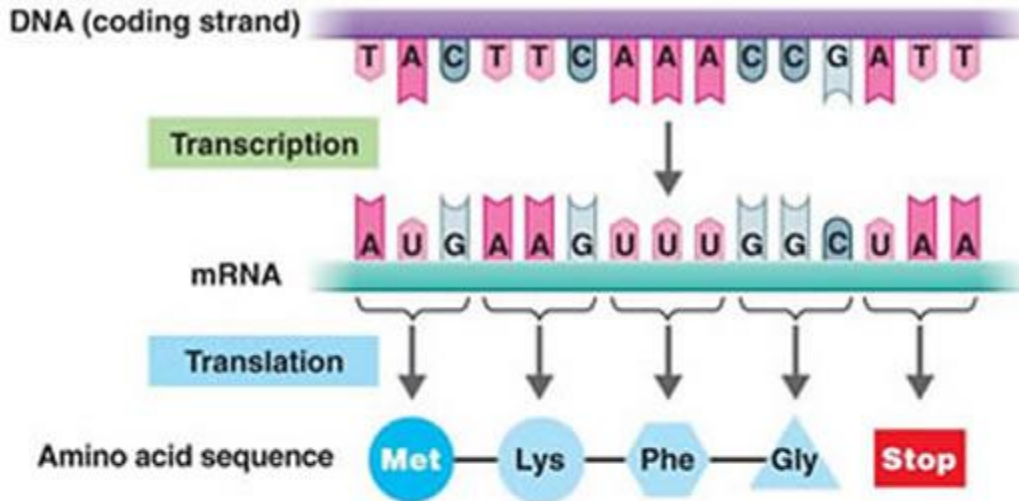 DNA (coding strand)
T A C T T C A A A C C G A T T
Transcription
A U G A A G U U U G G C U A A
mRNA
Translation
Amino acid sequence Met Lys Phe Gly Stop